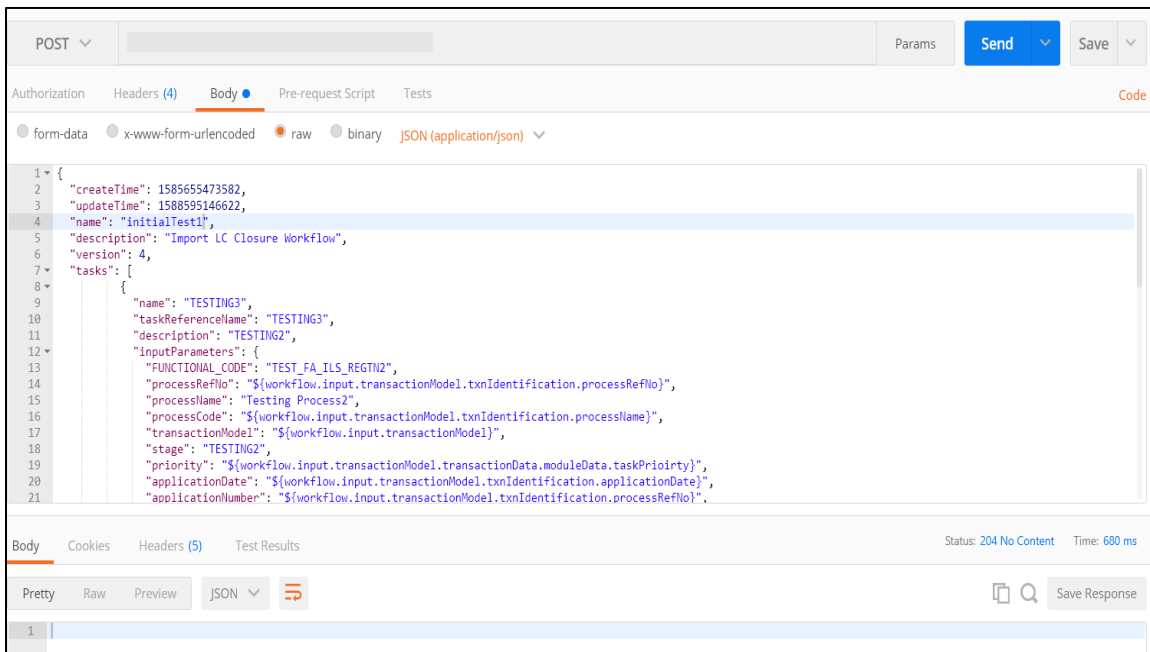 POST Params Send Save
Authorization Headers (4) Body Pre-request Script Tests Code
form-data x-www-form-urlencoded raw binary JSON (application/json)
1 {
2 "createTime": 1585655473582,
3 "updateTime": 1588595146622,
4 "name": "initialTest1",
5 "description": "Import LC Closure Workflow",
6 "version": 4,
7 "tasks": [
8 {
9 "name": "TESTING3",
10 "taskReferenceName": "TESTING3",
11 "description": "TESTING2",
12 "inputParameters": {
13 "FUNCTIONAL_CODE": "TEST_FA_ILS_REGTN2",
14 "processRefNo": "${workflow.input.transactionModel.txnIdentification.processRefNo}",
15 "processName": "Testing Process2",
16 "processCode": "${workflow.input.transactionModel.txnIdentification.processName}",
17 "transactionModel": "${workflow.input.transactionModel}",
18 "stage": "TESTING2",
19 "priority": "${workflow.input.transactionModel.transactionData.moduleData.taskPrioirty}",
20 "applicationDate": "${workflow.input.transactionModel.txnIdentification.applicationDate}",
21 "applicationNumber": "${workflow.input.transactionModel.txnIdentification.processRefNo}",
Body Cookies Headers (5) Test Results Status: 204 No Content Time: 680 ms
Pretty Raw Preview JSON Save Response
1